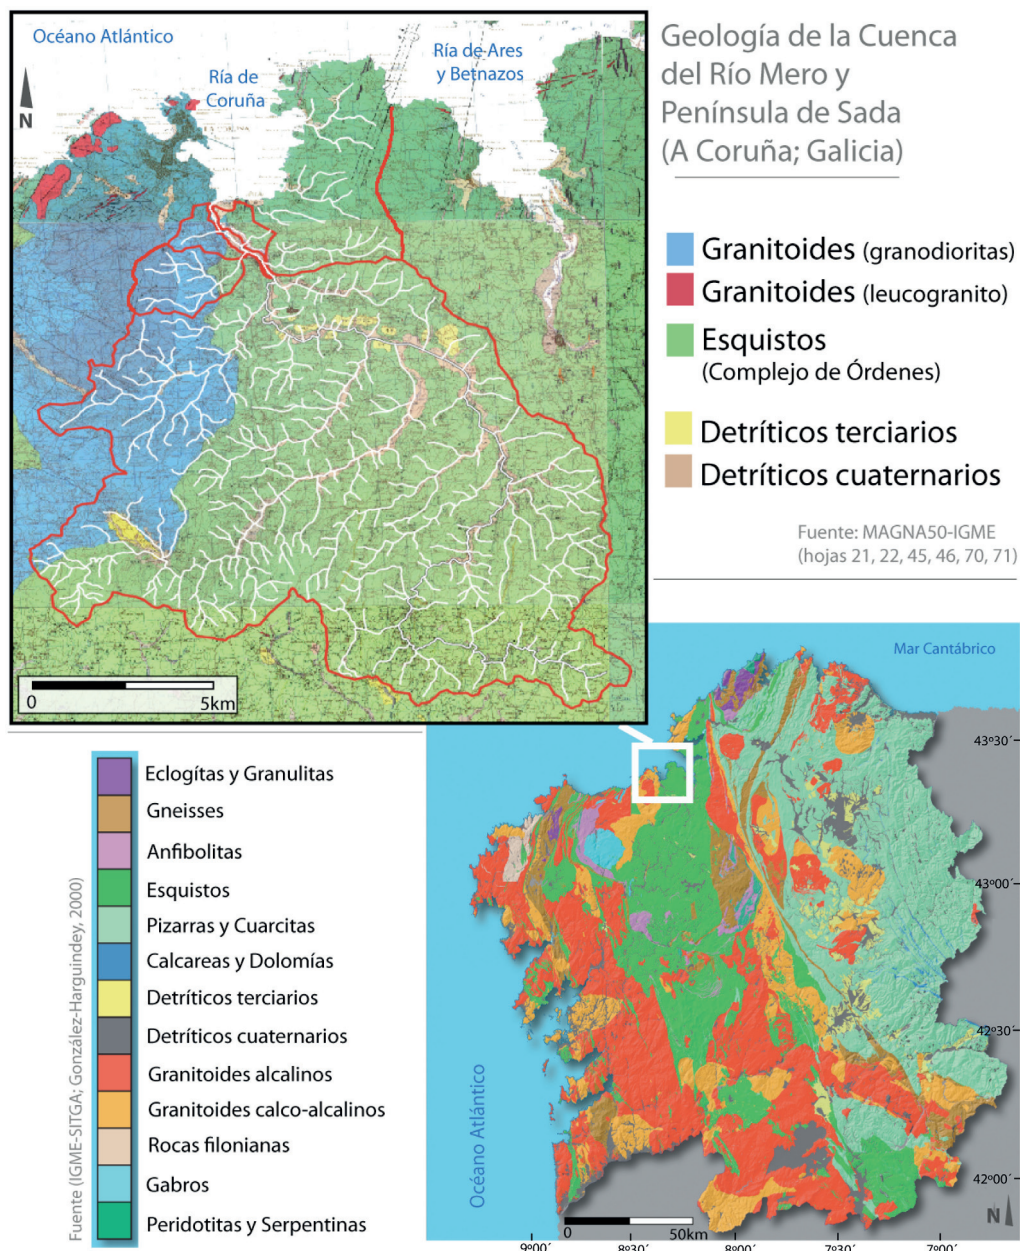 Océano Atlántico
Ría de
Coruña
Ría de Ares
y Betnazos
N
0
5km
Geología de la Cuenca
del Río Mero y
Península de Sada
(A Coruña; Galicia)
Granitoides (granodioritas)
Granitoides (leucogranito)
Esquistos
(Complejo de Órdenes)
Detríticos terciarios
Detríticos cuaternarios
Fuente: MAGNA50-IGME
(hojas 21, 22, 45, 46, 70, 71)
Fuente (IGME-SITGA; González-Harguindey, 2000)
Eclogítas y Granulitas
Gneisses
Anfibolitas
Esquistos
Pizarras y Cuarcitas
Calcareas y Dolomías
Detríticos terciarios
Detríticos cuaternarios
Granitoides alcalinos
Granitoides calco-alcalinos
Rocas filonianas
Gabros
Peridotitas y Serpentinas
Mar Cantábrico
Océano Atlántico
43º30´
43º00´
42º30´
42º00´
N
0
50km
9º00´
8º30´
8º00´
7º30´
7º00´